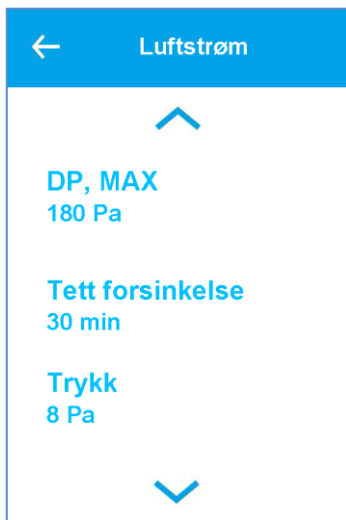 Luftstrøm
DP, MAX
180 Pa
Tett forsinkelse
30 min
Trykk
8 Pa